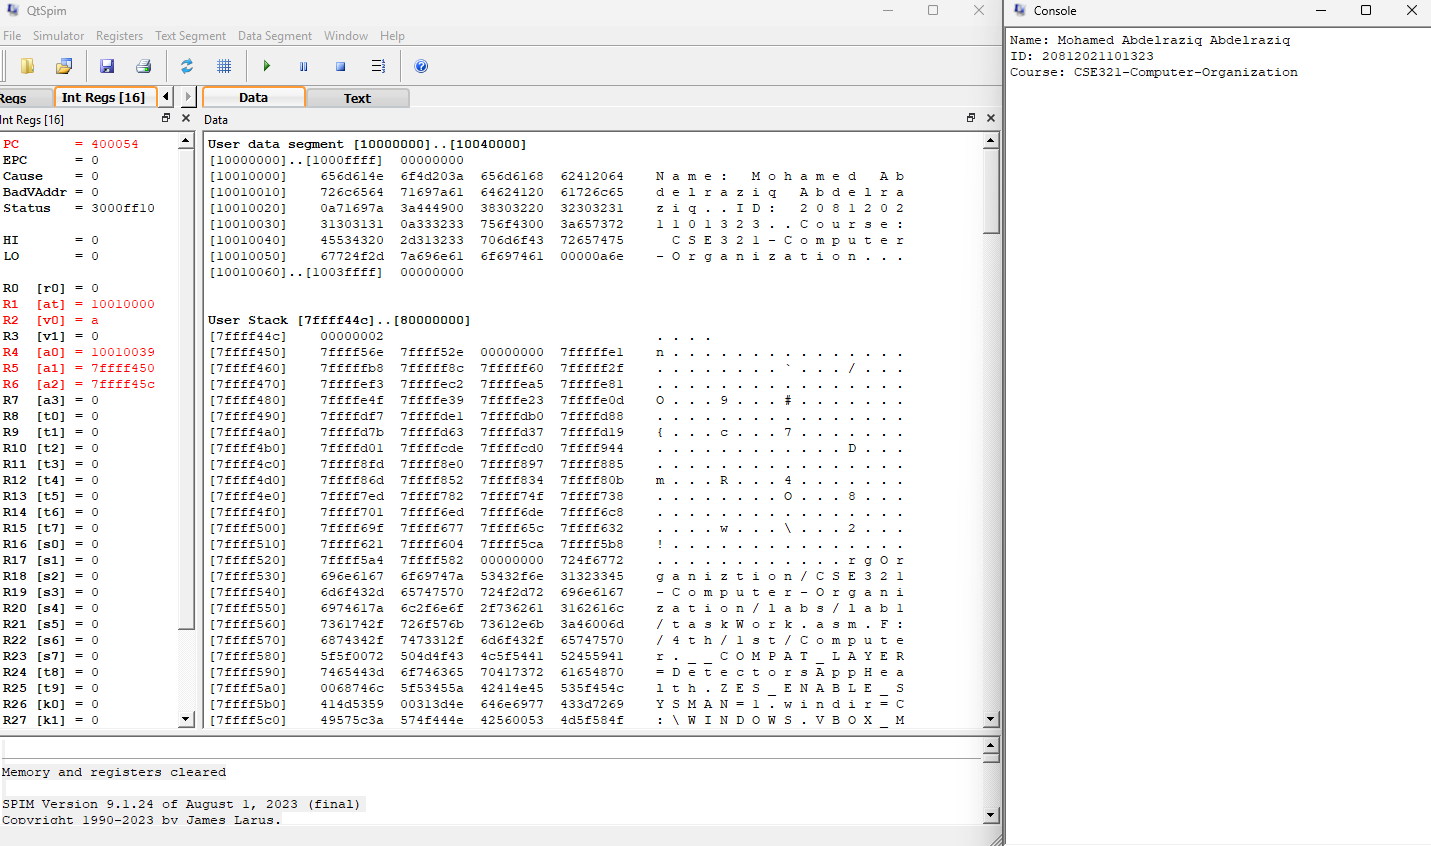 QtSpim
File Simulator Registers Text Segment Data Segment Window Help
Regs Int Regs [16] Data Text
Int Regs [16]
PC = 400054
EPC = 0
Cause = 0
BadVAddr = 0
Status = 3000ff10
HI = 0
LO = 0
R0 [r0] = 0
R1 [at] = 10010000
R2 [v0] = a
R3 [v1] = 0
R4 [a0] = 10010039
R5 [a1] = 7ffff450
R6 [a2] = 7ffff45c
R7 [a3] = 0
R8 [t0] = 0
R9 [t1] = 0
R10 [t2] = 0
R11 [t3] = 0
R12 [t4] = 0
R13 [t5] = 0
R14 [t6] = 0
R15 [t7] = 0
R16 [s0] = 0
R17 [s1] = 0
R18 [s2] = 0
R19 [s3] = 0
R20 [s4] = 0
R21 [s5] = 0
R22 [s6] = 0
R23 [s7] = 0
R24 [t8] = 0
R25 [t9] = 0
R26 [k0] = 0
R27 [k1] = 0
Data
User data segment [10000000]..[10040000]
[10000000]..[1000ffff] 00000000
[10010000] 656d614e 6f4d203a 656d6168 62412064 N a m e : M o h a m e d A b
[10010010] 726c6564 71697a61 64624120 61726c65 d e l r a z i q A b d e l r a
[10010020] 0a71697a 3a444900 38303220 32303231 z i q . . I D : 2 0 8 1 2 0 2
[10010030] 31303131 0a333233 756f4300 3a657372 1 1 0 1 3 2 3 . . C o u r s e :
[10010040] 45534320 2d313233 706d6f43 72657475 C S E 3 2 1 - C o m p u t e r
[10010050] 67724f2d 7a696e61 6f697461 00000a6e - O r g a n i z a t i o n . . .
[10010060]..[1003ffff] 00000000
User Stack [7ffff44c]..[80000000]
[7ffff44c] 00000002 . . . .
[7ffff450] 7ffff56e 7ffff52e 00000000 7fffffe1 n . . . . . . . . . . . . . . .
[7ffff460] 7fffffb8 7fffff8c 7fffff60 7fffff2f . . . . . . . . ` . . . / . . .
[7ffff470] 7ffffef3 7ffffec2 7ffffea5 7ffffe81 . . . . . . . . . . . . . . . .
[7ffff480] 7ffffe4f 7ffffe39 7ffffe23 7ffffe0d O . . . 9 . . . # . . . . . . .
[7ffff490] 7ffffdf7 7ffffde1 7ffffdb0 7ffffd88 . . . . . . . . . . . . . . . .
[7ffff4a0] 7ffffd7b 7ffffd63 7ffffd37 7ffffd19 { . . . c . . . 7 . . . . . . .
[7ffff4b0] 7ffffd01 7ffffcde 7ffffcd0 7ffff944 . . . . . . . . . . . . D . . .
[7ffff4c0] 7ffff8fd 7ffff8e0 7ffff897 7ffff885 . . . . . . . . . . . . . . . .
[7ffff4d0] 7ffff86d 7ffff852 7ffff834 7ffff80b m . . . R . . . 4 . . . . . . .
[7ffff4e0] 7ffff7ed 7ffff782 7ffff74f 7ffff738 . . . . . . . . O . . . 8 . . .
[7ffff4f0] 7ffff701 7ffff6ed 7ffff6de 7ffff6c8 . . . . . . . . . . . . . . . .
[7ffff500] 7ffff69f 7ffff677 7ffff65c 7ffff632 . . . . w . . . \ . . . 2 . . .
[7ffff510] 7ffff621 7ffff604 7ffff5ca 7ffff5b8 ! . . . . . . . . . . . . . . .
[7ffff520] 7ffff5a4 7ffff582 00000000 724f6772 . . . . . . . . . . . . r g O r
[7ffff530] 696e6167 6f69747a 53432f6e 31323345 g a n i z t i o n / C S E 3 2 1
[7ffff540] 6d6f432d 65747570 724f2d72 696e6167 - C o m p u t e r - O r g a n i
[7ffff550] 6974617a 6c2f6e6f 2f736261 3162616c z a t i o n / l a b s / l a b 1
[7ffff560] 7361742f 726f576b 73612e6b 3a46006d / t a s k W o r k . a s m . F :
[7ffff570] 6874342f 7473312f 6d6f432f 65747570 / 4 t h / 1 s t / C o m p u t e
[7ffff580] 5f5f0072 504d4f43 4c5f5441 52455941 r . _ _ C O M P A T _ L A Y E R
[7ffff590] 7465443d 6f746365 70417372 61654870 = D e t e c t o r s A p p H e a
[7ffff5a0] 0068746c 5f53455a 42414e45 535f454c l t h . Z E S _ E N A B L E _ S
[7ffff5b0] 414d5359 00313d4e 646e6977 433d7269 Y S M A N = 1 . w i n d i r = C
[7ffff5c0] 49575c3a 574f444e 42560053 4d5f584f : \ W I N D O W S . V B O X _ M
Memory and registers cleared
SPIM Version 9.1.24 of August 1, 2023 (final)
Copyright 1990-2023 by James Larus.
Console
Name: Mohamed Abdelraziq Abdelraziq
ID: 20812021101323
Course: CSE321-Computer-Organization